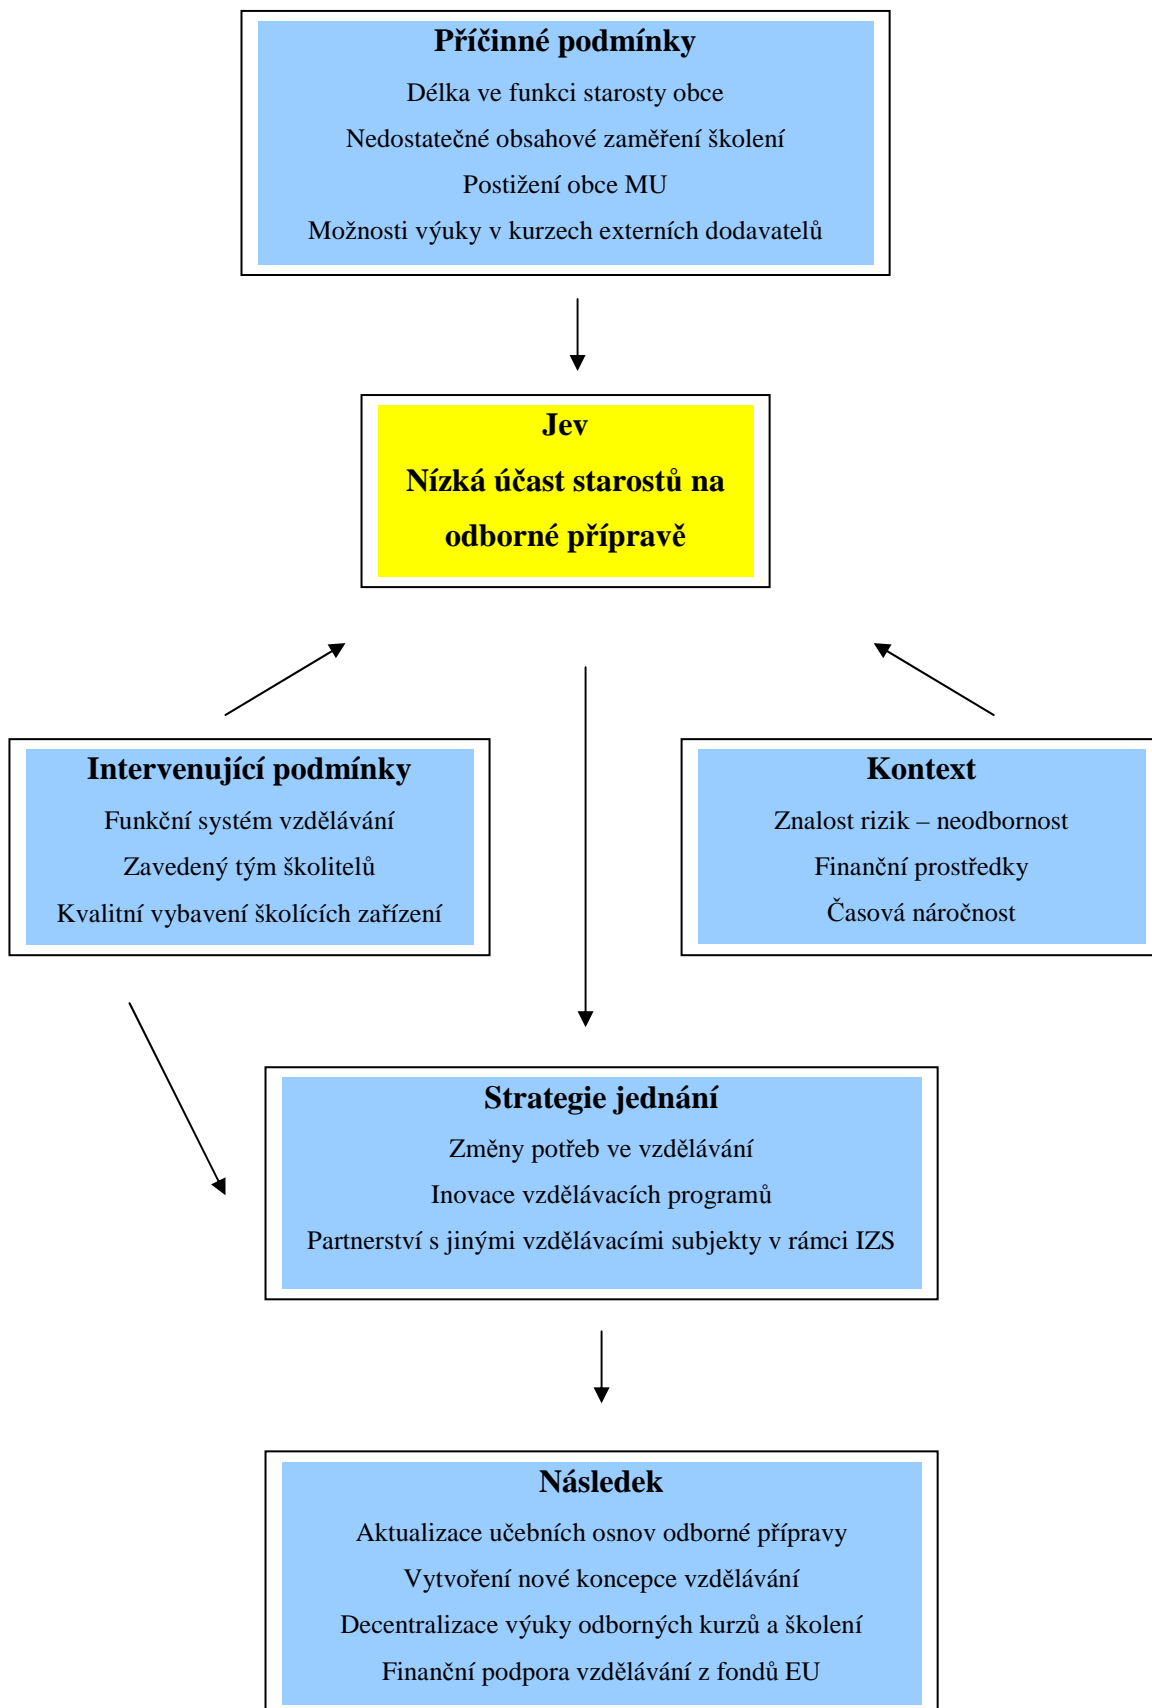 Příčinné podmínky
Délka ve funkci starosty obce
Nedostatečné obsahové zaměření školení
Postižení obce MU
Možnosti výuky v kurzech externích dodavatelů
Jev
Nízká účast starostů na
odborné přípravě
Intervenující podmínky
Funkční systém vzdělávání
Zavedený tým školitelů
Kvalitní vybavení školících zařízení
Kontext
Znalost rizik – neodbornost
Finanční prostředky
Časová náročnost
Strategie jednání
Změny potřeb ve vzdělávání
Inovace vzdělávacích programů
Partnerství s jinými vzdělávacími subjekty v rámci IZS
Následek
Aktualizace učebních osnov odborné přípravy
Vytvoření nové koncepce vzdělávání
Decentralizace výuky odborných kurzů a školení
Finanční podpora vzdělávání z fondů EU